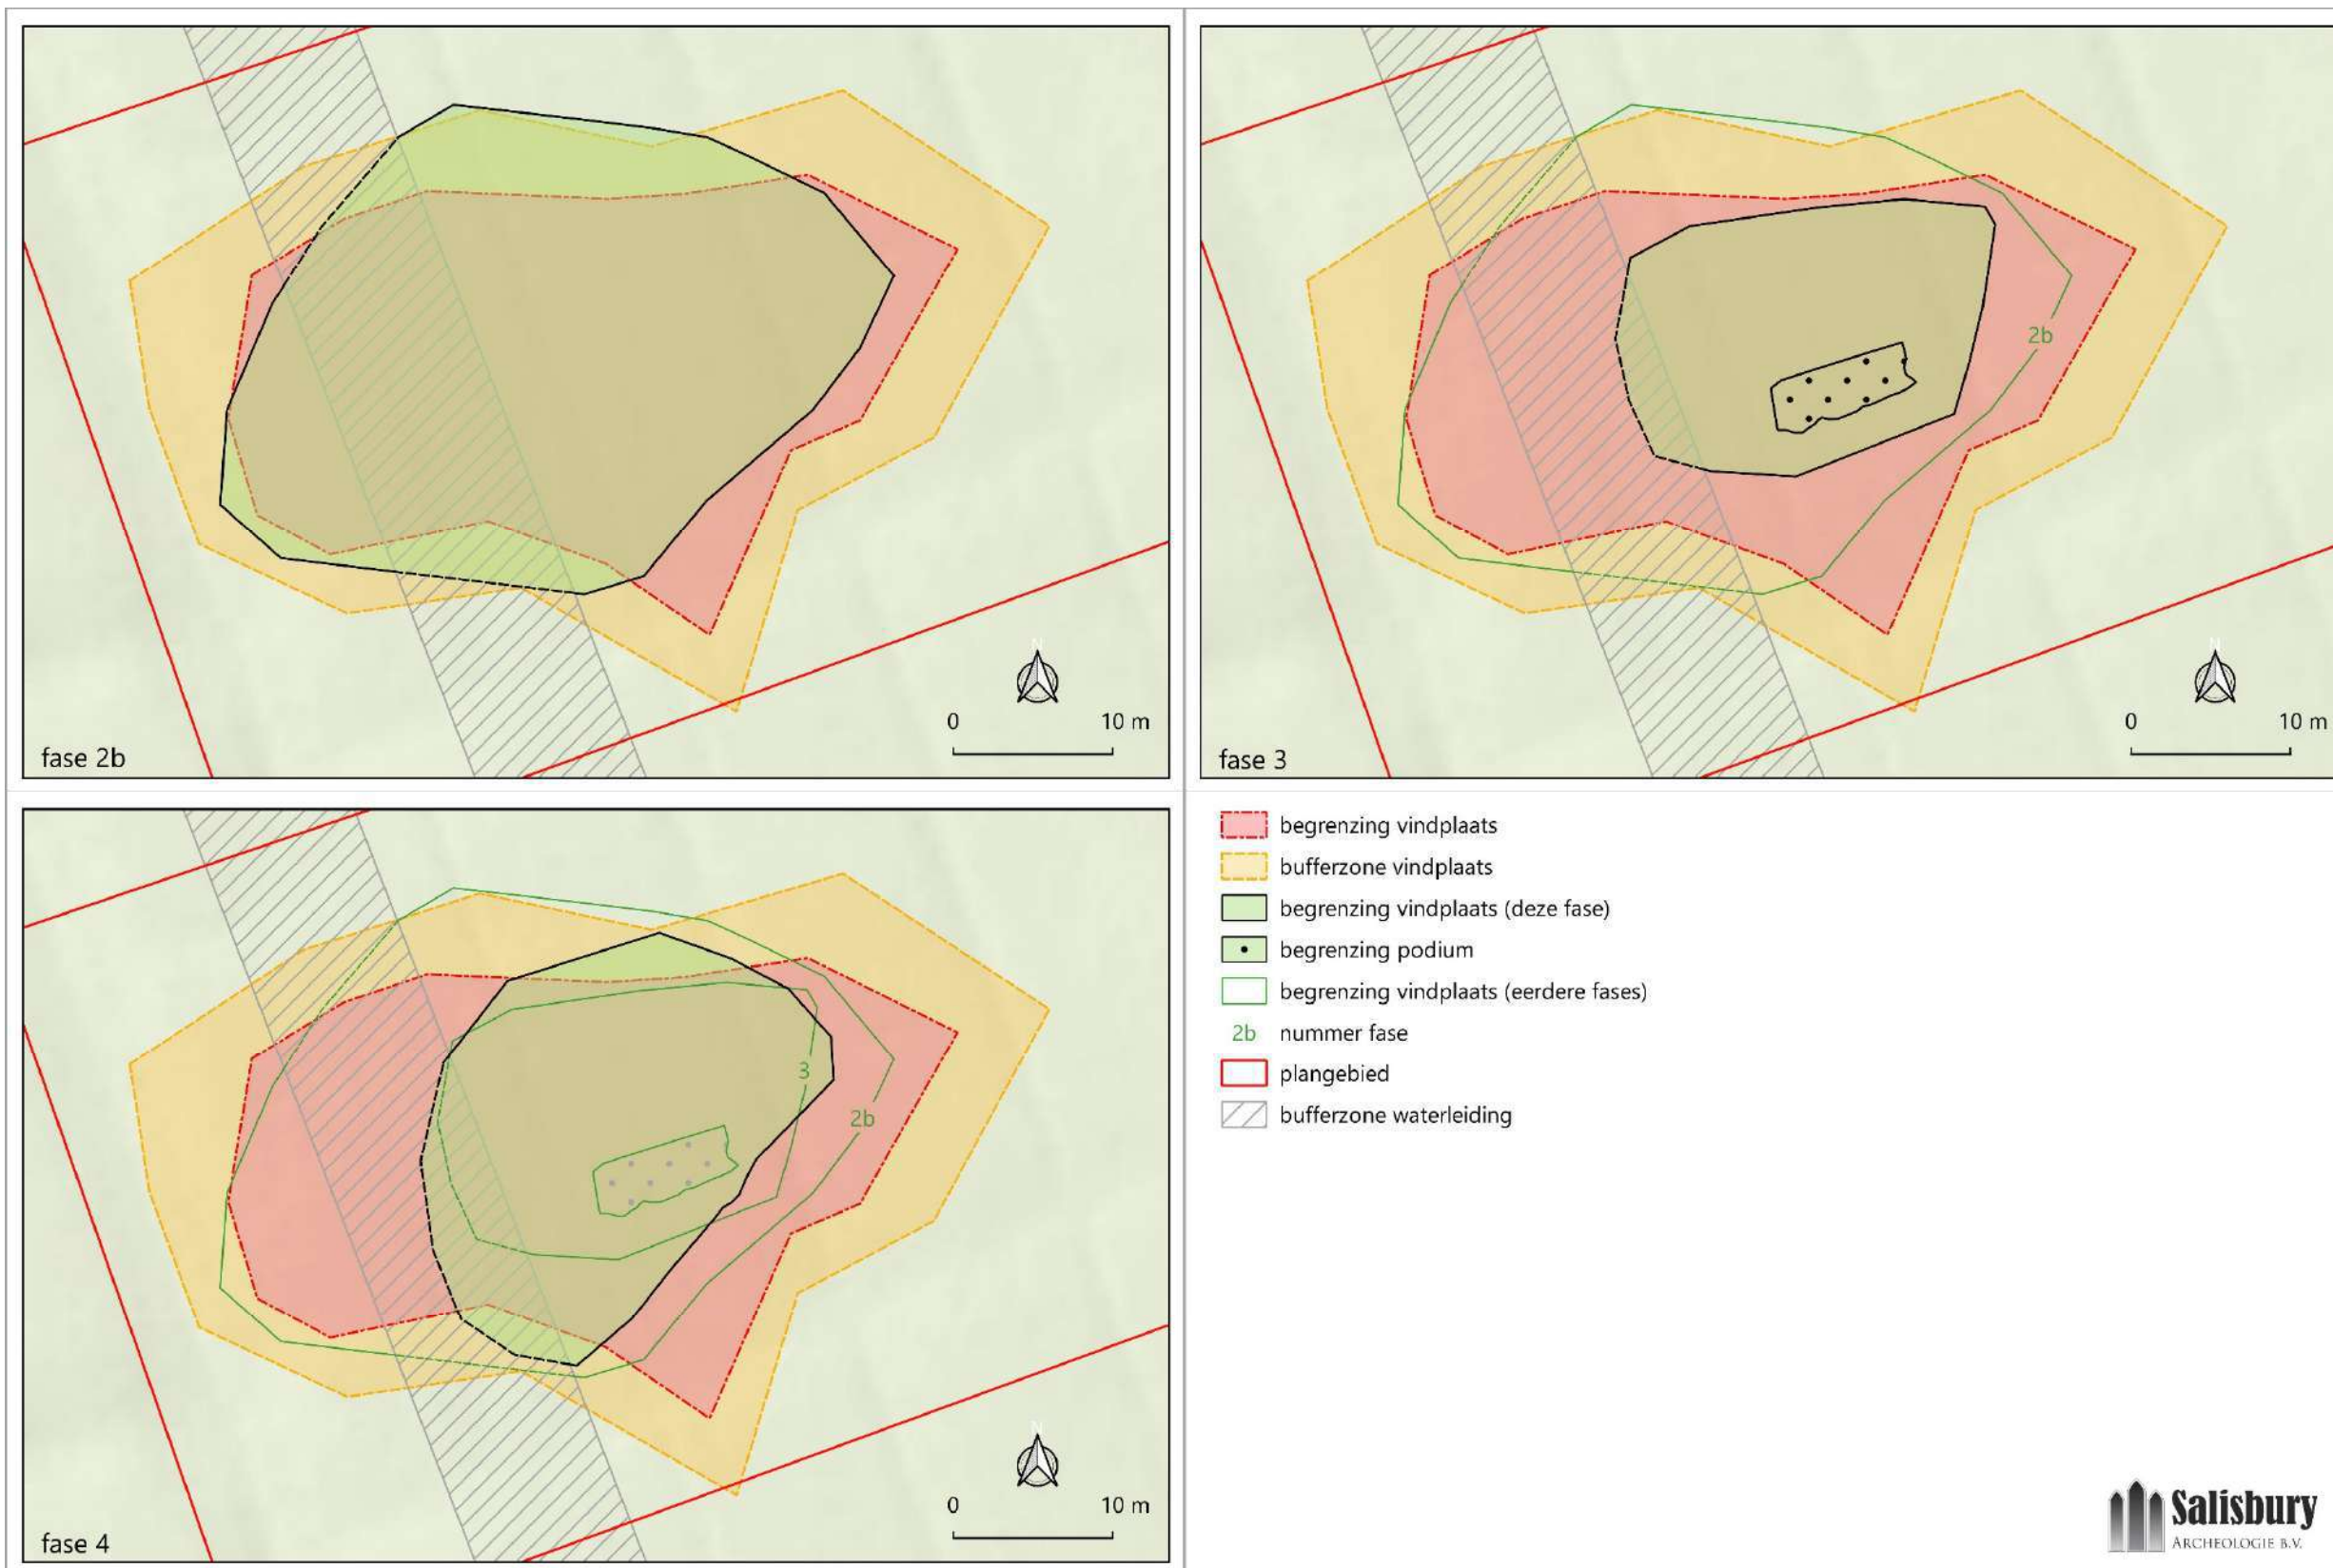 N
0 10 m
fase 2b
2b
N
0 10 m
fase 3
3
2b
N
0 10 m
fase 4
begrenzing vindplaats
bufferzone vindplaats
begrenzing vindplaats (deze fase)
begrenzing podium
begrenzing vindplaats (eerdere fases)
2b nummer fase
plangebied
bufferzone waterleiding
Salisbury
ARCHEOLOGIE B.V.